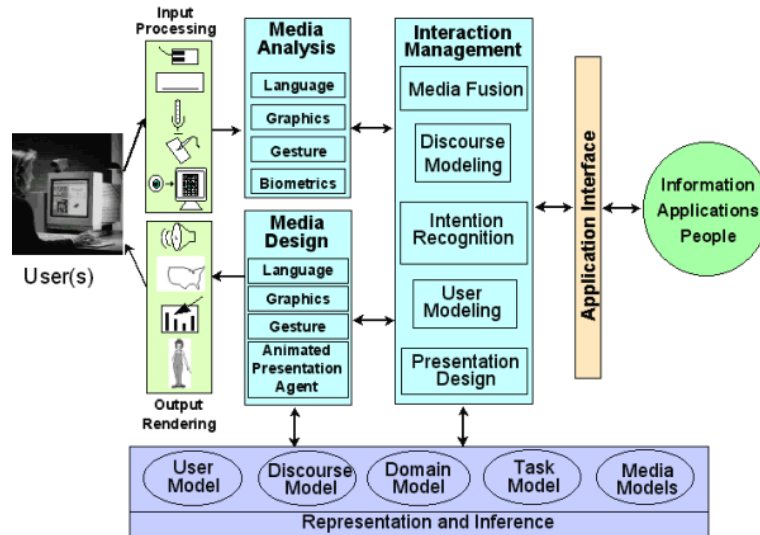 Input
Processing
Media
Analysis
Language
Graphics
Gesture
Biometrics
Interaction
Management
Media Fusion
Discourse
Modeling
Intention
Recognition
User
Modeling
Presentation
Design
Application Interface
Information
Applications
People
User(s)
Media
Design
Language
Graphics
Gesture
Animated
Presentation
Agent
Output
Rendering
User
Model
Discourse
Model
Domain
Model
Task
Model
Media
Models
Representation and Inference